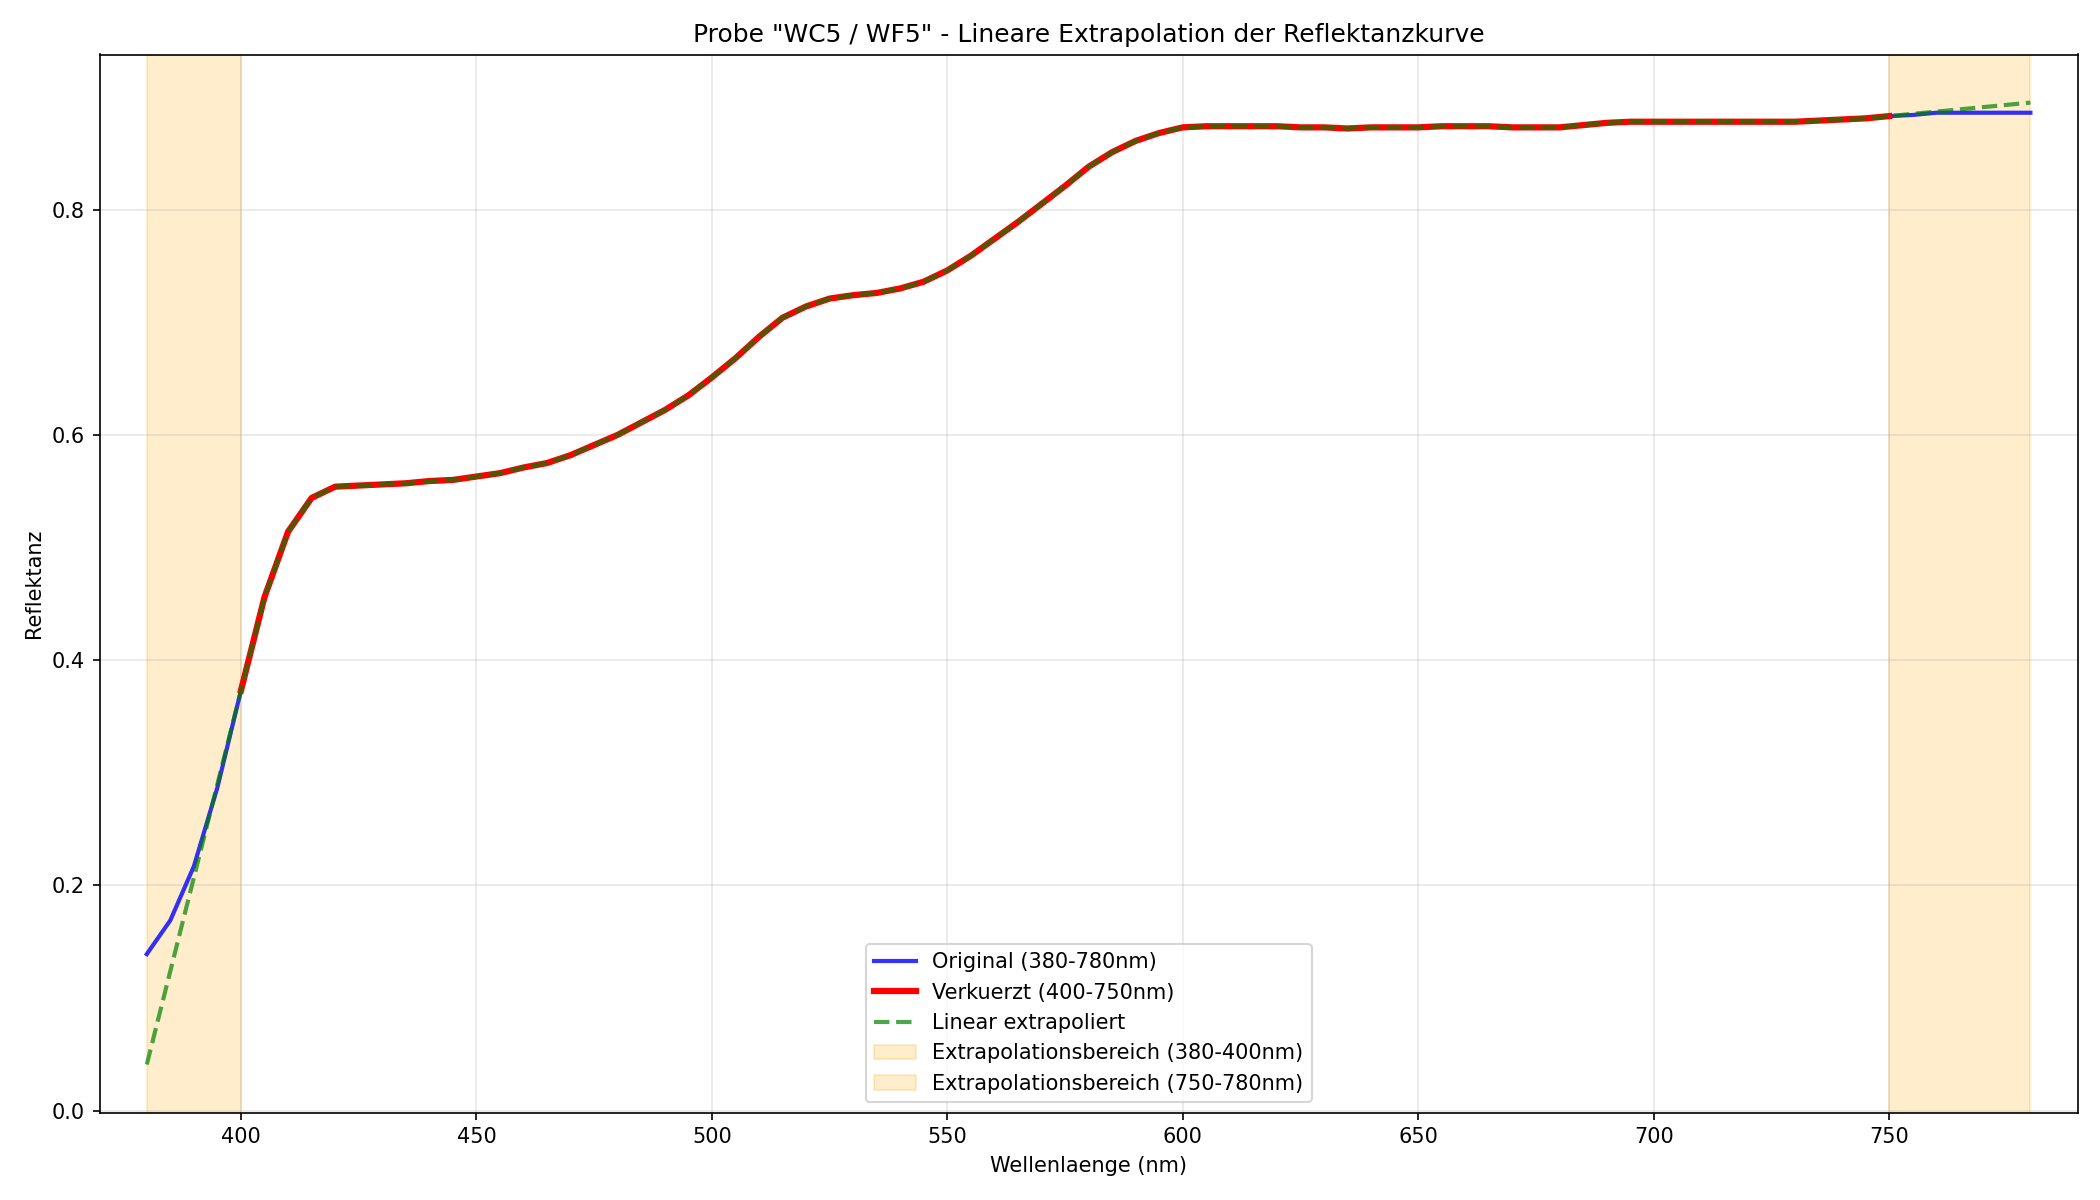 Probe "WC5 / WF5" - Lineare Extrapolation der Reflektanzkurve
Reflektanz
0.8
0.6
0.4
0.2
0.0
Original (380-780nm)
Verkuerzt (400-750nm)
Linear extrapoliert
Extrapolationsbereich (380-400nm)
Extrapolationsbereich (750-780nm)
400 450 500 550 600 650 700 750
Wellenlaenge (nm)